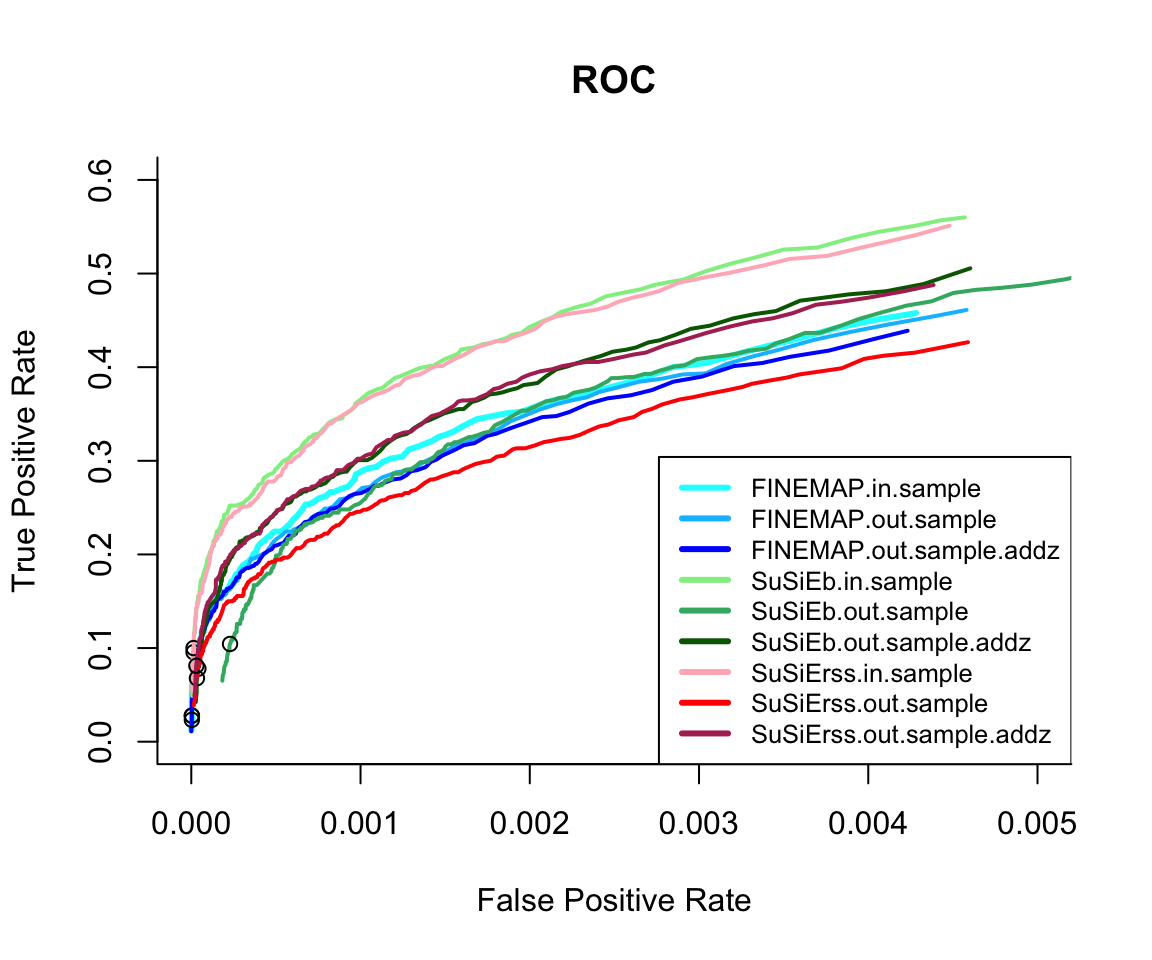 ROC
True Positive Rate
0.6
0.5
0.4
0.3
0.2
0.1
0.0
FINEMAP.in.sample
FINEMAP.out.sample
FINEMAP.out.sample.addz
SuSiEb.in.sample
SuSiEb.out.sample
SuSiEb.out.sample.addz
SuSiErss.in.sample
SuSiErss.out.sample
SuSiErss.out.sample.addz
0.000 0.001 0.002 0.003 0.004 0.005
False Positive Rate